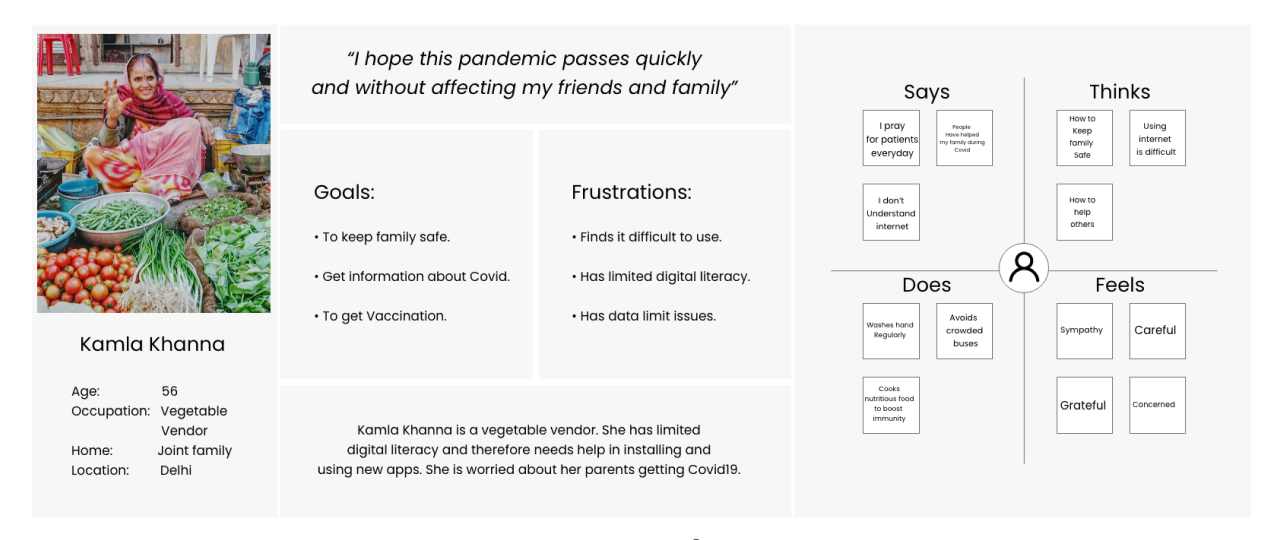 “I hope this pandemic passes quickly
and without affecting my friends and family”
Kamla Khanna
Age: 56
Occupation: Vegetable
Vendor
Home: Joint family
Location: Delhi
Goals:
• To keep family safe.
• Get information about Covid.
• To get Vaccination.
Frustrations:
• Finds it difficult to use.
• Has limited digital literacy.
• Has data limit issues.
Kamla Khanna is a vegetable vendor. She has limited
digital literacy and therefore needs help in installing and
using new apps. She is worried about her parents getting Covid19.
Says
I pray
for patients
everyday
People
Have helped
my family during
Covid
I don’t
Understand
internet
Thinks
How to
Keep
family
Safe
Using
internet
is difficult
How to
help
others
Does
Washes hand
Regularly
Avoids
crowded
buses
Cooks
nutritious food
to boost
immunity
Feels
Sympathy
Careful
Grateful
Concerned